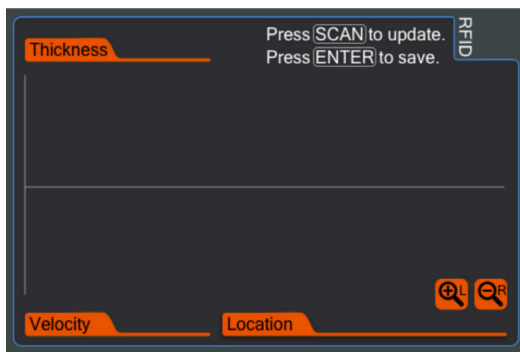 Press SCAN to update.
Press ENTER to save.
RFID
Thickness
L
R
Velocity
Location